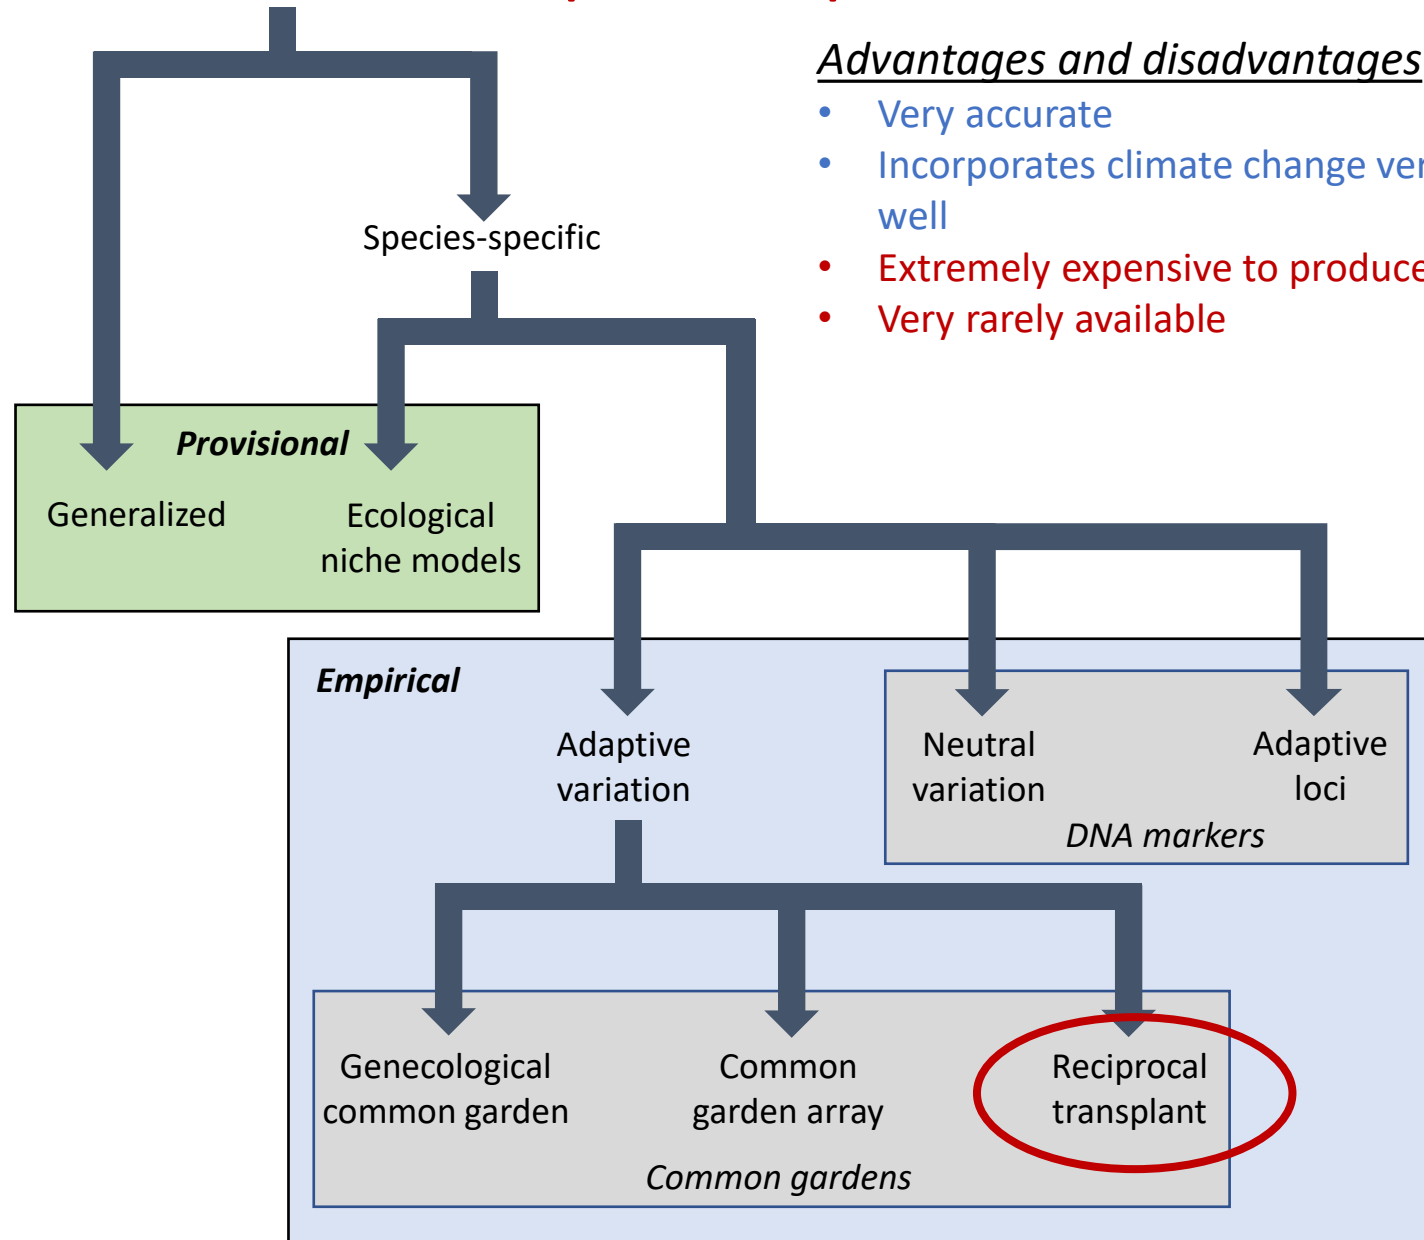 Advantages and disadvantages
• Very accurate
• Incorporates climate change ver
well
• Extremely expensive to produce
• Very rarely available
Species-specific
Provisional
Generalized
Ecological
niche models
Empirical
Adaptive
variation
Neutral
variation
Adaptive
loci
DNA markers
Genecological
common garden
Common
garden array
Reciprocal
transplant
Common gardens